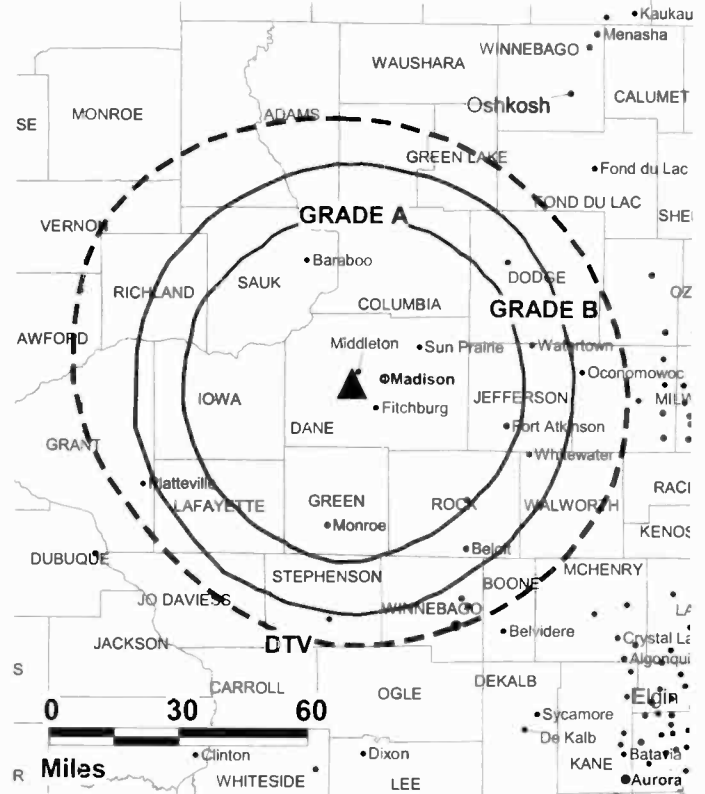 Kaukau
Menasha
WINNEBAGO
WAUSHARA
Oshkosh
CALUMET
MONROE
ADAMS
SE
GREEN LAKE
Fond du Lac
FOND DU LAC
SHE
VERNON
GRADE A
Baraboo
DODGE
SAUK
RICHLAND
OZ
COLUMBIA
GRADE B
AWFORD
Middleton
Sun Prairie
Watertown
Oconomowoc
Madison
IOWA
JEFFERSON
MILW
Fitchburg
DANE
Fort Atkinson
GRANT
Whitewater
Platteville
RACI
LAFAYETTE
GREEN
ROCK
WALWORTH
Monroe
KENOS
DUBUQUE
Beloit
STEPHENSON
MCHENRY
BOONE
JO DAVIESS
WINNEBAGO
LA
Belvidere
JACKSON
DTV
Crystal La
Algonqui
S
CARROLL
OGLE
DEKALB
Elgin
0 30 60
Sycamore
De Kalb
Miles
Clinton
Dixon
Batavia
KANE
R
WHITESIDE
LEE
Aurora